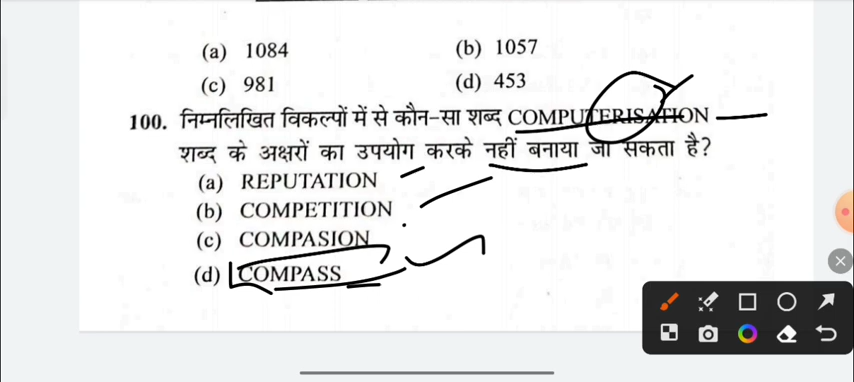 (a) 1084 (b) 1057
(c) 981 (d) 453
100. निम्नलिखित विकल्पों में से कौन-सा शब्द COMPUTERISATION
शब्द के अक्षरों का उपयोग करके नहीं बनाया जा सकता है?
(a) REPUTATION
(b) COMPETITION
(c) COMPASION
(d) COMPASS